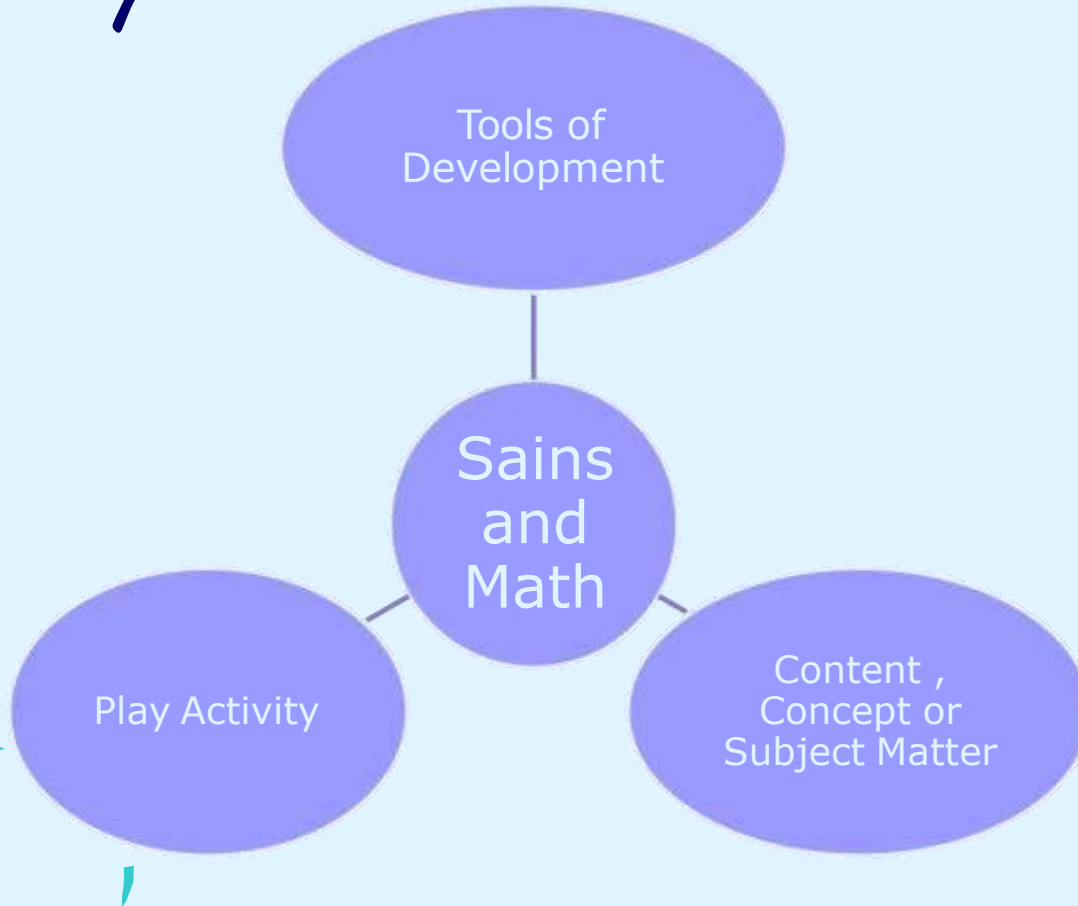 Tools of
Development
Sains
and
Math
Play Activity
Content ,
Concept or
Subject Matter